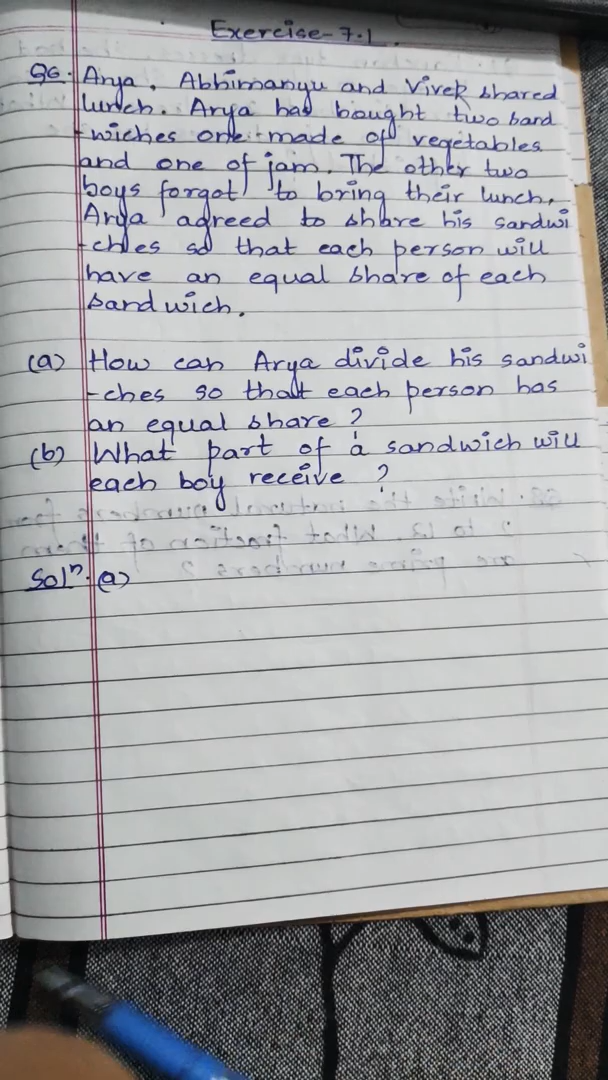 Exercise-7.1
Q6. Arya, Abhimanyu and Vivek shared
lunch. Arya has bought two sand
-wiches one made of vegetables
and one of jam. The other two
boys forgot to bring their lunch.
Arya agreed to share his sandwi
-ches so that each person will
have an equal share of each
sandwich.
(a) How can Arya divide his sandwi
-ches so that each person has
an equal share?
(b) What part of a sandwich will
each boy receive?
Solⁿ. (a)